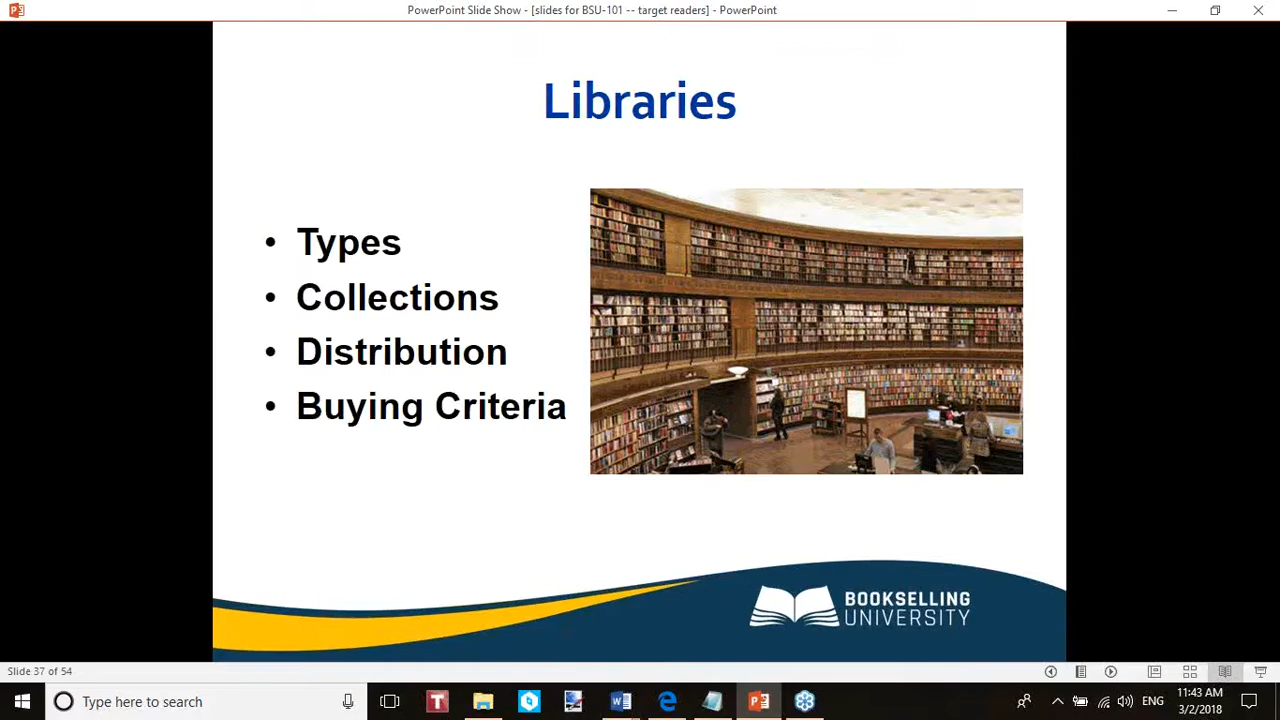 PowerPoint Slide Show - [slides for BSU-101 -- target readers] - PowerPoint
Libraries
• Types
• Collections
• Distribution
• Buying Criteria
BOOKSELLING
UNIVERSITY
Slide 37 of 54
Type here to search
ENG
11:43 AM
3/2/2018